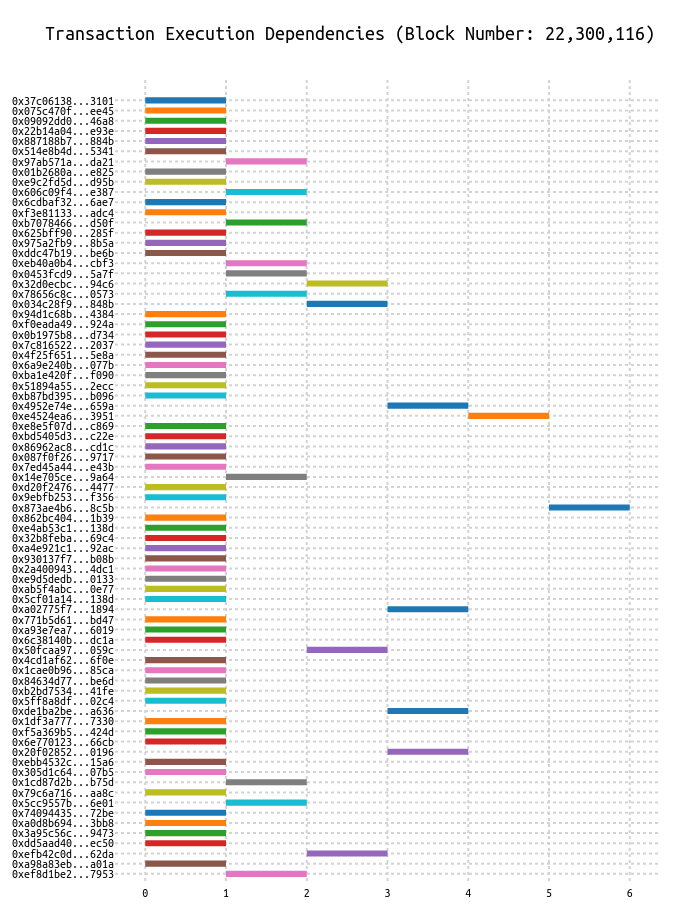 Transaction Execution Dependencies (Block Number: 22,300,116)
0x37c06138...3101
0x075c470f...ee45
0x09092dd0...46a8
0x22b14a04...e93e
0x887188b7...884b
0x514e8b4d...5341
0x97ab571a...da21
0x01b2680a...e825
0xe9c2fd5d...d95b
0x606c09f4...e387
0x6cdbaf32...6ae7
0xf3e81133...adc4
0xb7078466...d50f
0x625bff90...285f
0x975a2fb9...8b5a
0xddc47b19...be6b
0xeb40a0b4...cbf3
0x0453fcd9...5a7f
0x32d0ecbc...94c6
0x78656c8c...0573
0x034c28f9...848b
0x94d1c68b...4384
0xf0eada49...924a
0x0b1975b8...d734
0x7c816522...2037
0x4f25f651...5e8a
0x6a9e240b...077b
0xba1e420f...f090
0x51894a55...2ecc
0xb87bd395...b096
0x4952e74e...659a
0xe4524ea6...3951
0xe8e5f07d...c869
0xbd5405d3...c22e
0x86962ac8...cd1c
0x087f0f26...9717
0x7ed45a44...e43b
0x14e705ce...9a64
0xd20f2476...4477
0x9ebfb253...f356
0x873ae4b6...8c5b
0x862bc404...1b39
0xe4ab53c1...138d
0x32b8feba...69c4
0xa4e921c1...92ac
0x930137f7...b08b
0x2a400943...4dc1
0xe9d5dedb...0133
0xab5f4abc...0e77
0x5cf01a14...138d
0xa02775f7...1894
0x771b5d61...bd47
0xa93e7ea7...6019
0x6c38140b...dc1a
0x50fcaa97...059c
0x4cd1af62...6f0e
0x1cae0b96...85ca
0x84634d77...be6d
0xb2bd7534...41fe
0x5ff8a8df...02c4
0xde1ba2be...a636
0x1df3a777...7330
0xf5a369b5...424d
0x6e770123...66cb
0x20f02852...0196
0xebb4532c...15a6
0x305d1c64...07b5
0x1cd87d2b...b75d
0x79c6a716...aa8c
0x5cc9557b...6e01
0x74094435...72be
0xa0d8b694...3bb8
0x3a95c56c...9473
0xdd5aad40...ec50
0xefb42c0d...62da
0xa98a83eb...a01a
0xef8d1be2...7953
0 1 2 3 4 5 6